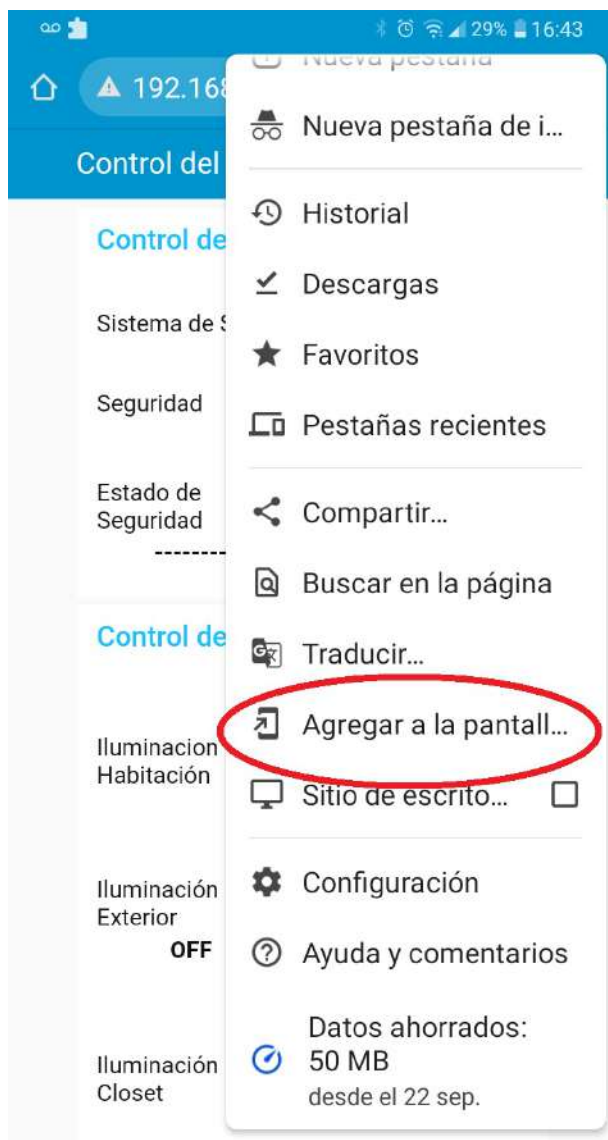 29% 16:43
192.168
Nueva pestaña
Nueva pestaña de i...
Control del
Historial
Control de
Descargas
Sistema de S
Favoritos
Seguridad
Pestañas recientes
Estado de
Seguridad
Compartir...
----------
Buscar en la página
Control de
Traducir...
Agregar a la pantall...
Iluminacion
Habitación
Sitio de escrito...
Iluminación
Exterior
Configuración
OFF
Ayuda y comentarios
Datos ahorrados:
50 MB
Iluminación
Closet
desde el 22 sep.